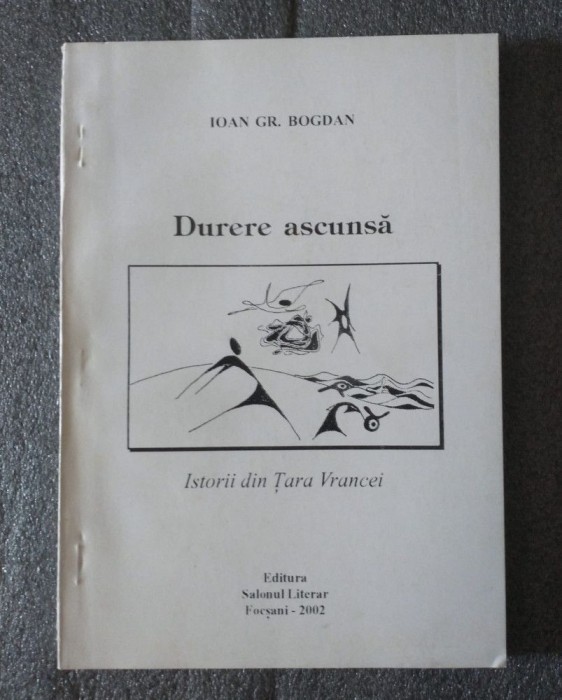 IOAN GR. BOGDAN
Durere ascunsă
Istorii din Țara Vrancei
Editura
Salonul Literar
Focșani - 2002